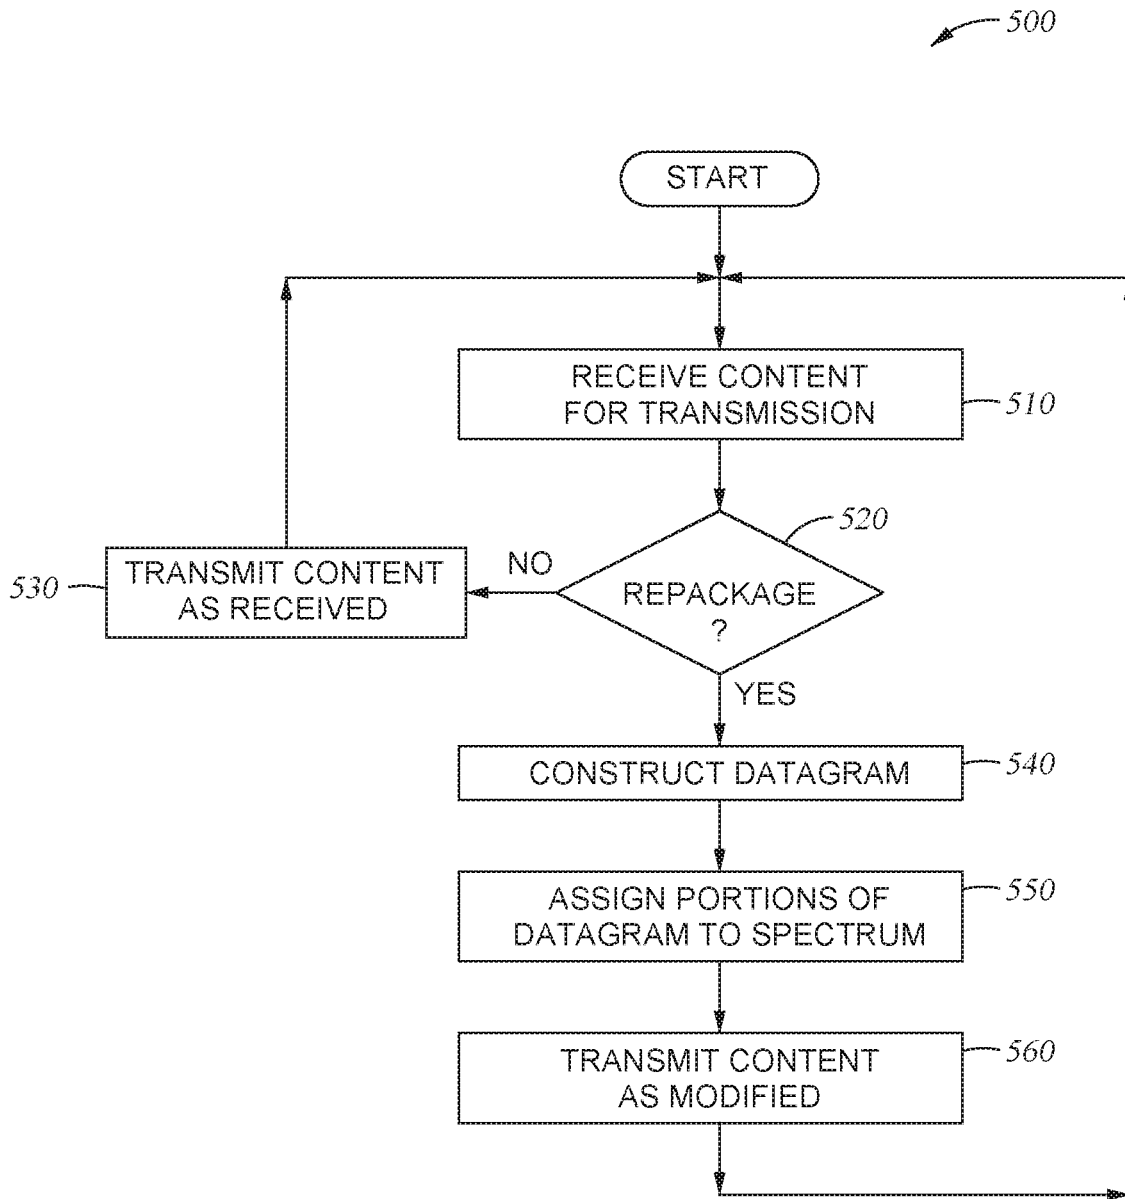 500
START
RECEIVE CONTENT
FOR TRANSMISSION
510
520
REPACKAGE
?
NO
530
TRANSMIT CONTENT
AS RECEIVED
YES
CONSTRUCT DATAGRAM
540
ASSIGN PORTIONS OF
DATAGRAM TO SPECTRUM
550
TRANSMIT CONTENT
AS MODIFIED
560